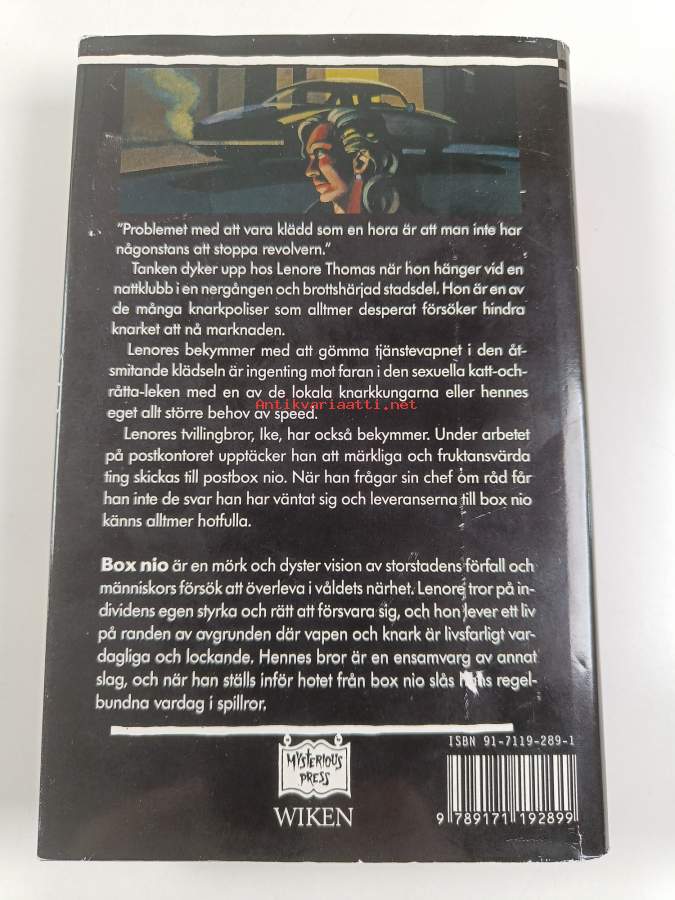 "Problemet med att vara klädd som en hora är att man inte har
någonstans att stoppa revolvern."
Tanken dyker upp hos Lenore Thomas när hon hänger vid en
nattklubb i en nergången och brottshärjad stadsdel. Hon är en av
de många knarkpoliser som alltmer desperat försöker hindra
knarket att nå marknaden.
Lenores bekymmer med att gömma tjänstevapnet i den åt-
smitande klädseln är ingenting mot faran i den sexuella katt-och-
råtta-leken med en av de lokala knarkkungarna eller hennes
eget allt större behov av speed.
Antikvariaatti.net
Lenores tvillingbror, Ike, har också bekymmer. Under arbetet
på postkontoret upptäcker han att märkliga och fruktansvärda
ting skickas till postbox nio. När han frågar sin chef om råd får
han inte de svar han har väntat sig och leveranserna till box nio
känns alltmer hotfulla.
Box nio är en mörk och dyster vision av storstadens förfall och
människors försök att överleva i våldets närhet. Lenore tror på in-
dividens egen styrka och rätt att försvara sig, och hon lever ett liv
på randen av avgrunden där vapen och knark är livsfarligt var-
dagliga och lockande. Hennes bror är en ensamvarg av annat
slag, och när han ställs inför hotet från box nio slås hans regel-
bundna vardag i spillror.
ISBN 91-7119-289-1
MYSTERIOUS
PRESS
WIKEN
9 789171 192899